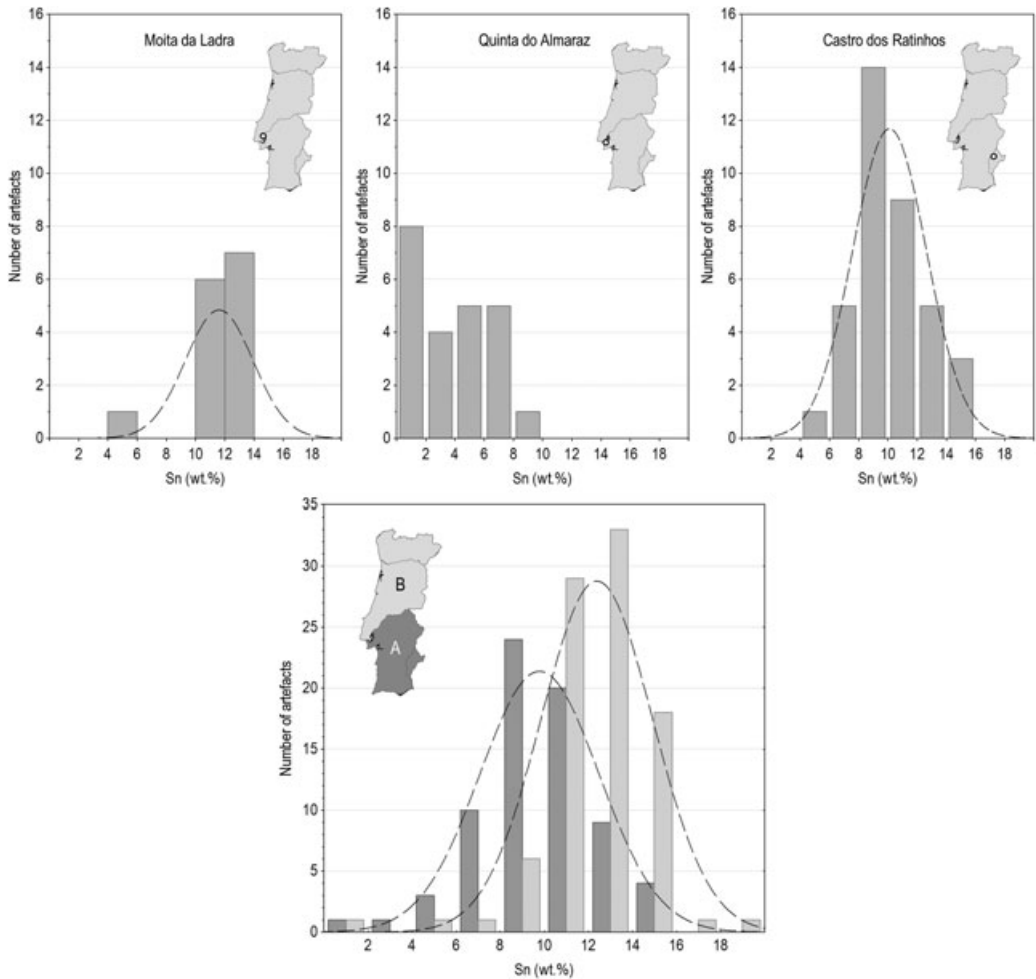 Moita da Ladra
16
14
12
10
8
6
4
2
0
Nunber of artefacts
2 4 6 8 10 12 14 16 18
Sn (wt.%)
Quinta do Almaraz
16
14
12
10
8
6
4
2
0
Number of artefacts
2 4 6 8 10 12 14 16 18
Sn (wt.%)
Castro dos Ratinhos
16
14
12
10
8
6
4
2
0
Number of artefacts
2 4 6 8 10 12 14 16 18
Sn (wt.%)
35
30
25
20
15
10
5
0
Number of artefacts
B
A
2 4 6 8 10 12 14 16 18
Sn (wt.%)